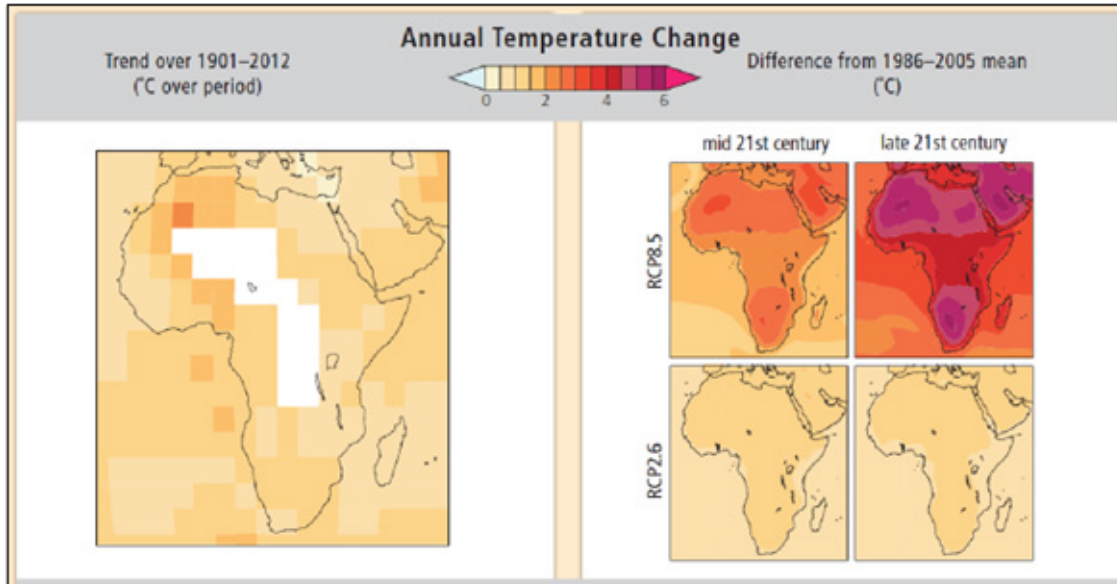 Annual Temperature Change
Trend over 1901–2012
(°C over period)
0 2 4 6
Difference from 1986–2005 mean
(°C)
mid 21st century
late 21st century
RCP8.5
RCP2.6